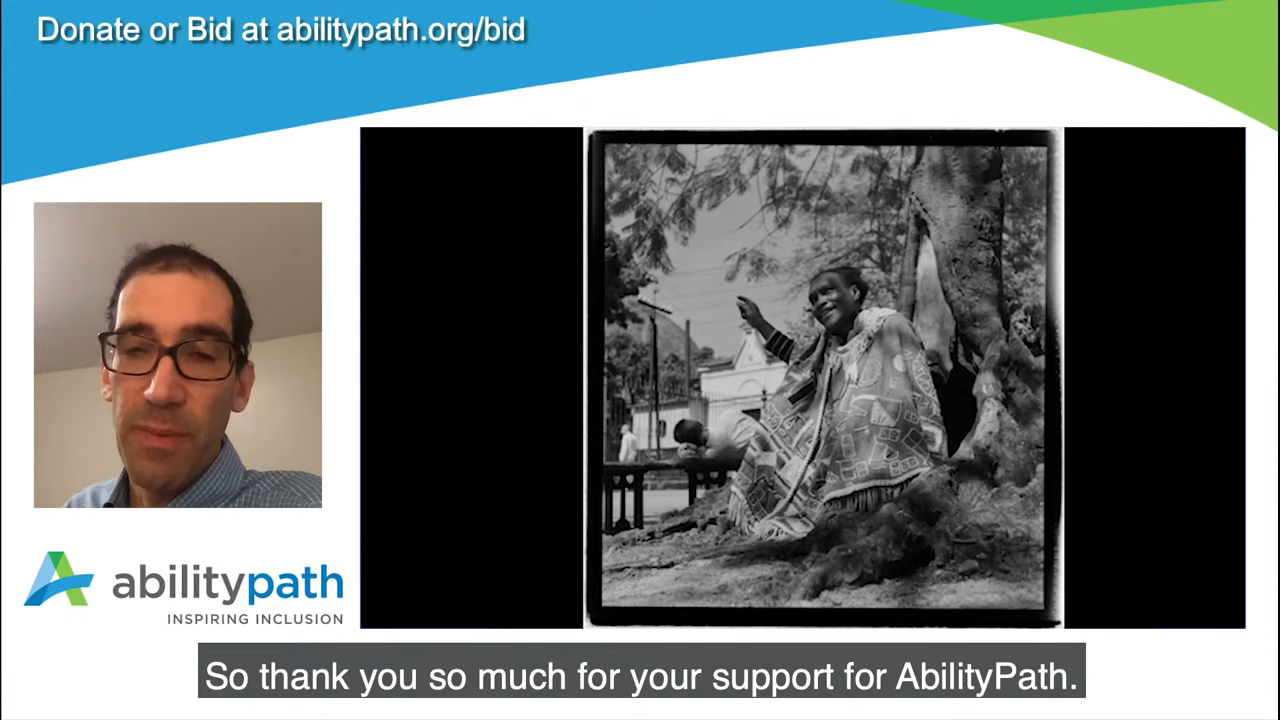 Donate or Bid at abilitypath.org/bid
abilitypath
INSPIRING INCLUSION
So thank you so much for your support for AbilityPath.